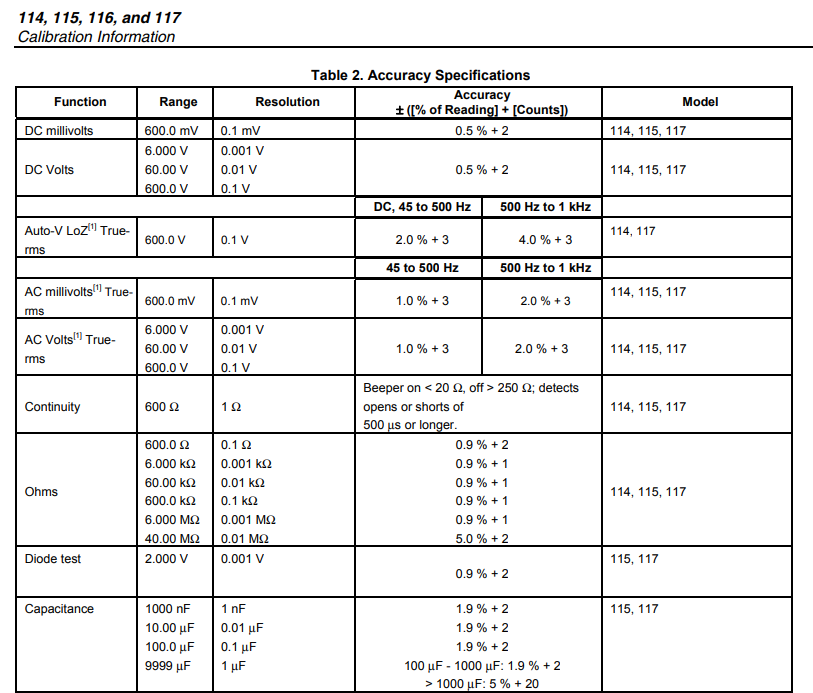 114, 115, 116, and 117
Calibration Information
Table 2. Accuracy Specifications
Function Range Resolution Accuracy ± ([% of Reading] + [Counts]) Model
DC millivolts 600.0 mV 0.1 mV 0.5 % + 2 114, 115, 117
DC Volts
6.000 V 0.001 V
60.00 V 0.01 V
600.0 V 0.1 V
0.5 % + 2
114, 115, 117
DC, 45 to 500 Hz 500 Hz to 1 kHz
Auto-V LoZ[1] True-
rms
600.0 V 0.1 V 2.0 % + 3 4.0 % + 3 114, 117
45 to 500 Hz 500 Hz to 1 kHz
AC millivolts[1] True-
rms
600.0 mV 0.1 mV 1.0 % + 3 2.0 % + 3 114, 115, 117
AC Volts[1] True-
rms
6.000 V 0.001 V
60.00 V 0.01 V
600.0 V 0.1 V
1.0 % + 3 2.0 % + 3 114, 115, 117
Continuity 600 Ω 1 Ω
Beeper on < 20 Ω, off > 250 Ω; detects
opens or shorts of
500 μs or longer.
114, 115, 117
Ohms
600.0 Ω 0.1 Ω 0.9 % + 2
6.000 kΩ 0.001 kΩ 0.9 % + 1
60.00 kΩ 0.01 kΩ 0.9 % + 1
600.0 kΩ 0.1 kΩ 0.9 % + 1
6.000 MΩ 0.001 MΩ 0.9 % + 1
40.00 MΩ 0.01 MΩ 5.0 % + 2
114, 115, 117
Diode test 2.000 V 0.001 V 0.9 % + 2 115, 117
Capacitance 1000 nF 1 nF 1.9 % + 2 115, 117
10.00 μF 0.01 μF 1.9 % + 2
100.0 μF 0.1 μF 1.9 % + 2
9999 μF 1 μF 100 μF - 1000 μF: 1.9 % + 2
> 1000 μF: 5 % + 20